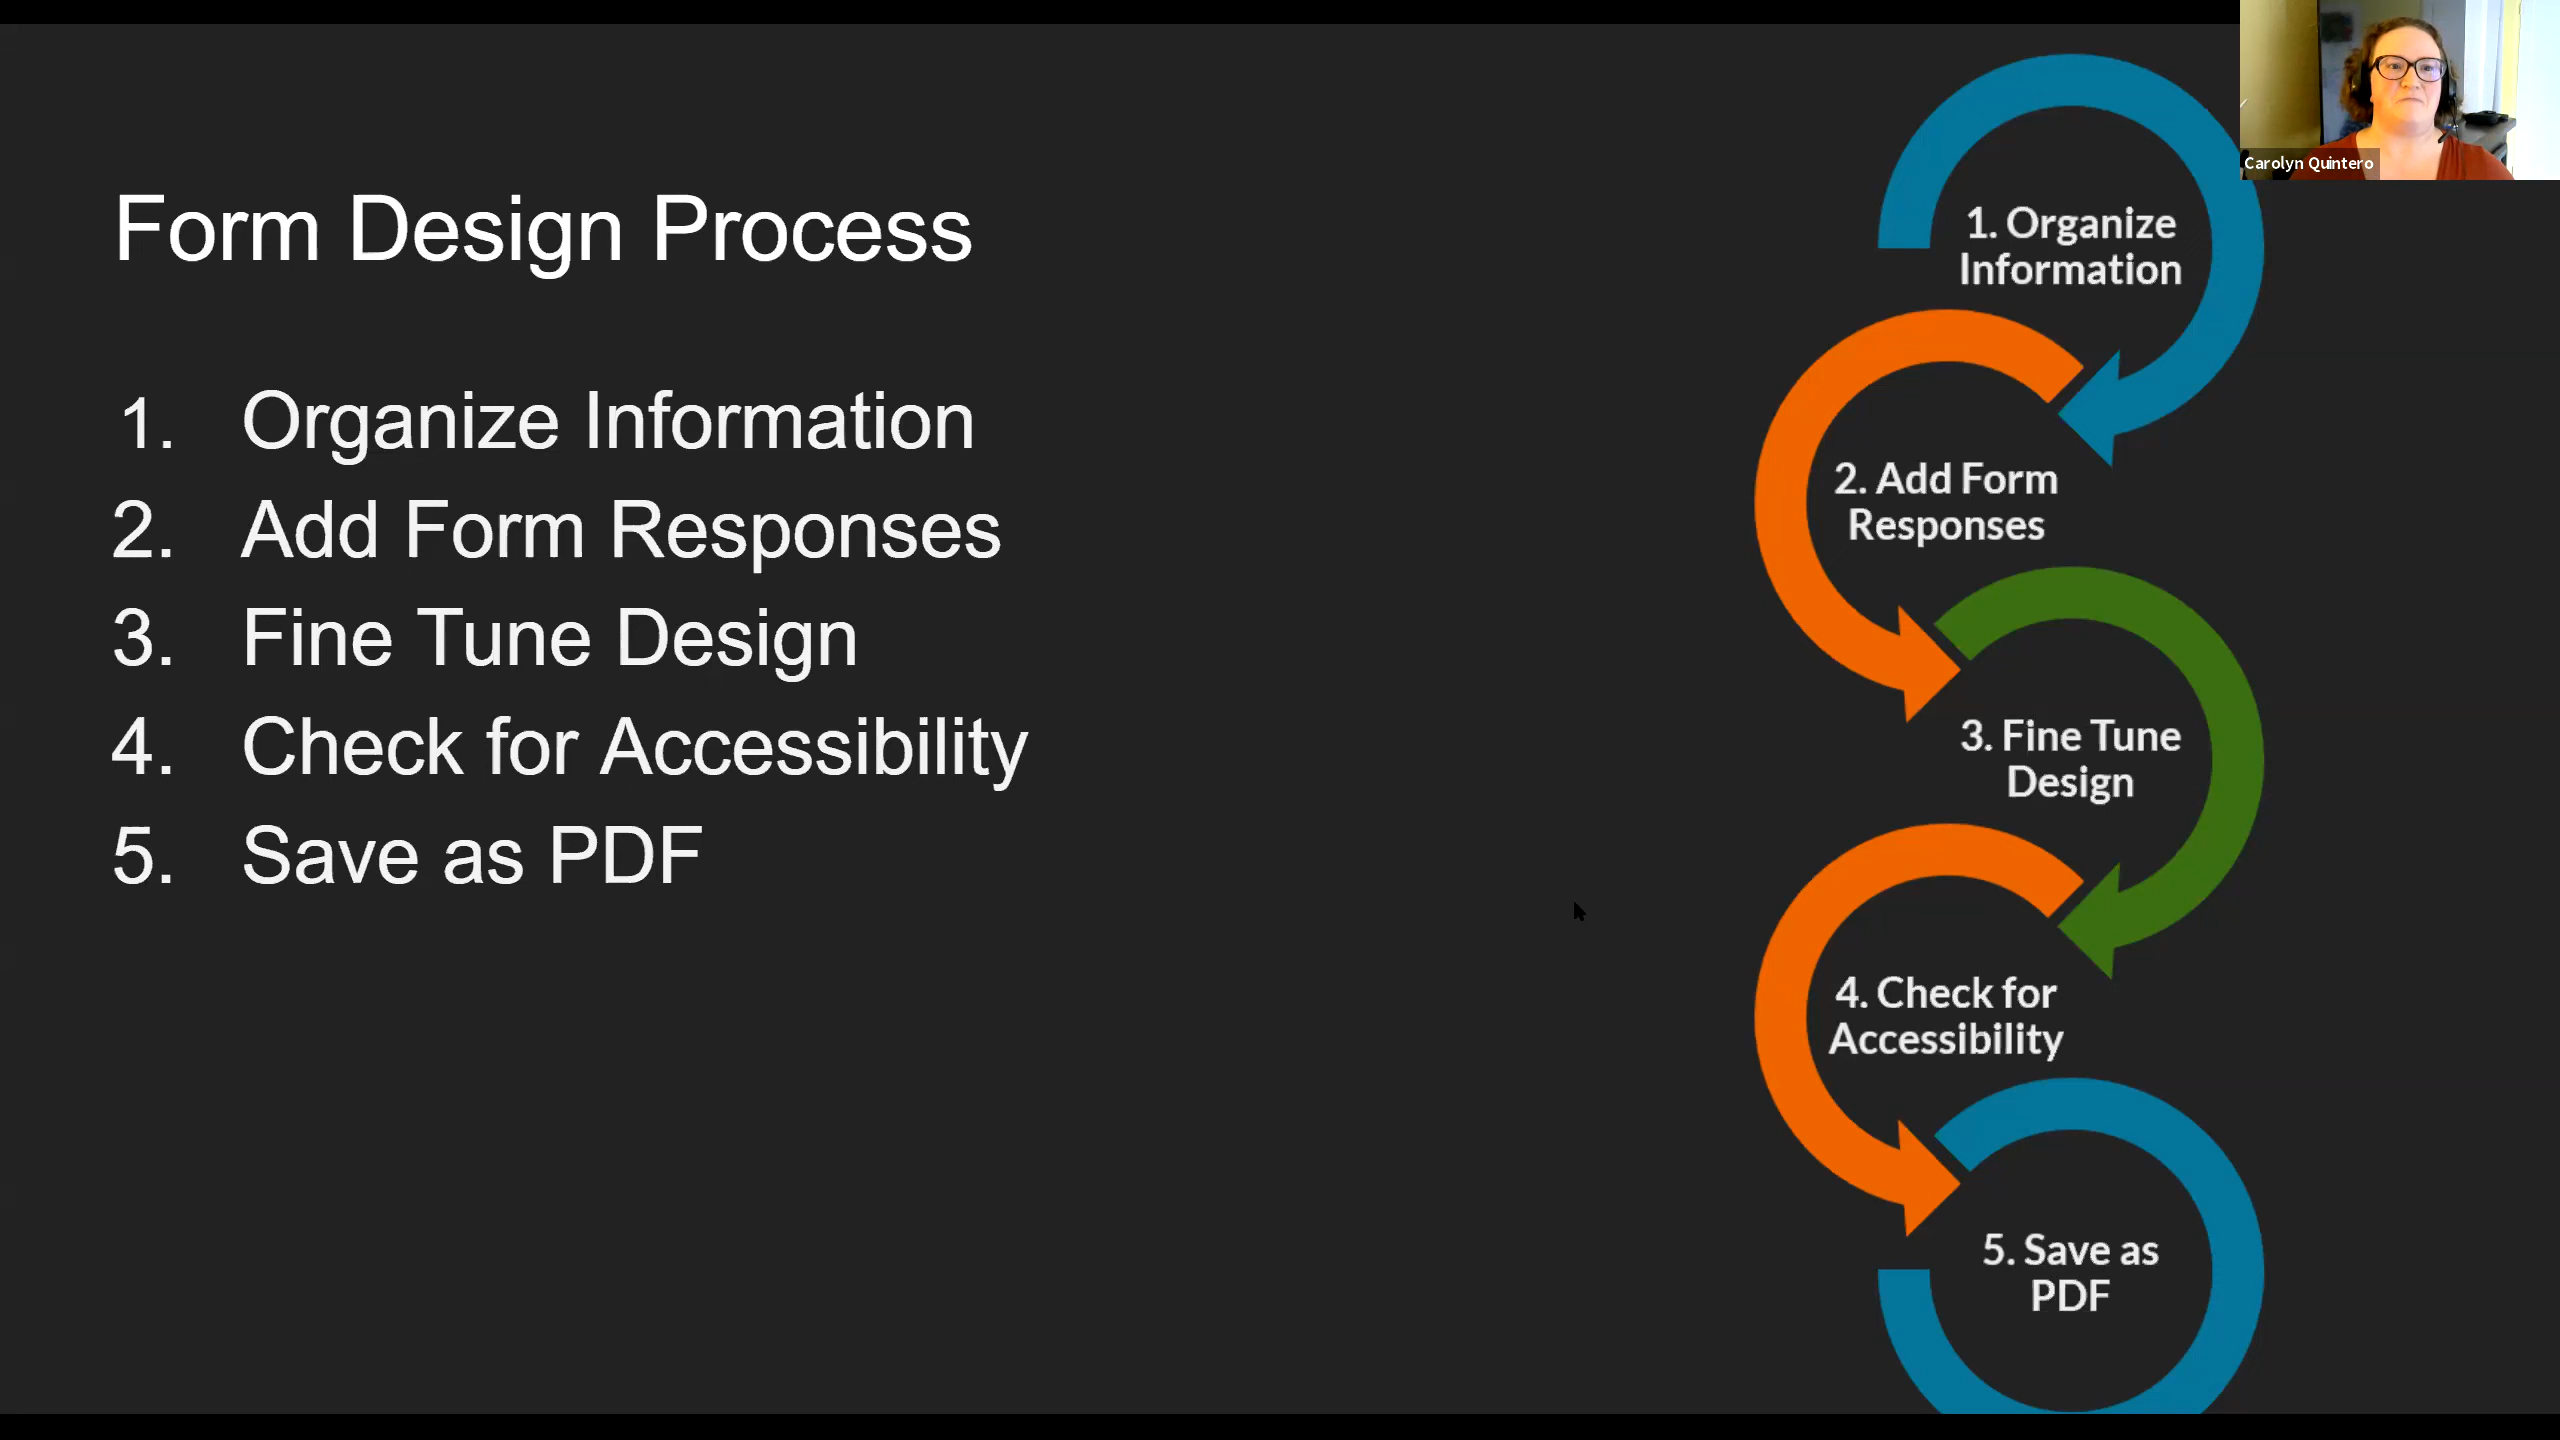 Form Design Process
1. Organize Information
2. Add Form Responses
3. Fine Tune Design
4. Check for Accessibility
5. Save as PDF
1. Organize
Information
2. Add Form
Responses
3. Fine Tune
Design
4. Check for
Accessibility
5. Save as
PDF
Carolyn Quintero